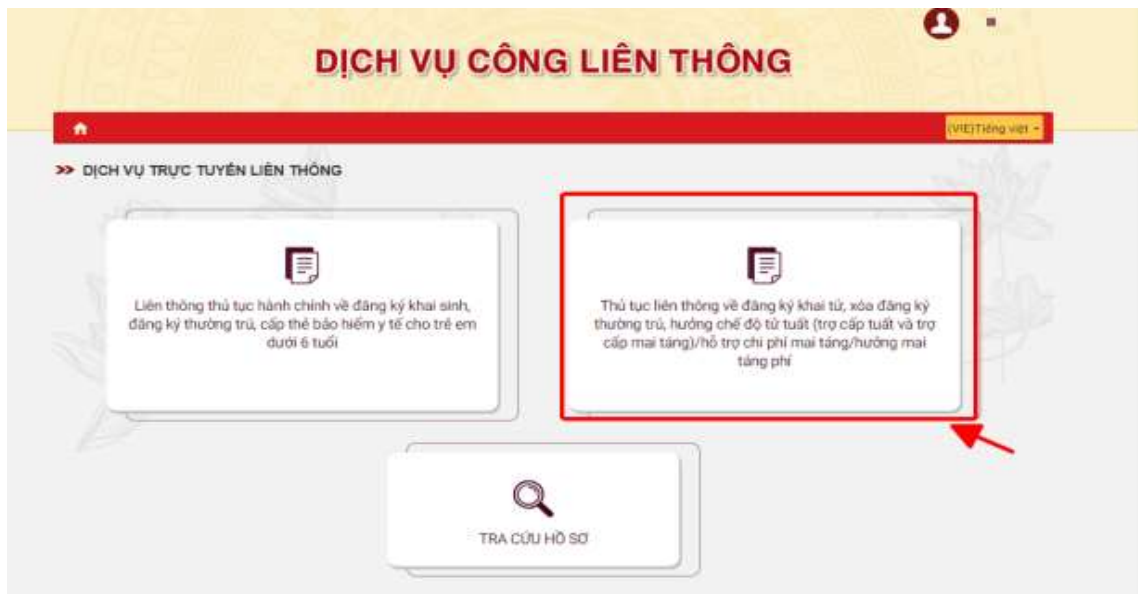 DỊCH VỤ CÔNG LIÊN THÔNG
(VIE)Tiếng việt
>> DỊCH VỤ TRỰC TUYẾN LIÊN THÔNG
Liên thông thủ tục hành chính về đăng ký khai sinh,
đăng ký thường trú, cấp thẻ bảo hiểm y tế cho trẻ em
dưới 6 tuổi
Thủ tục liên thông về đăng ký khai tử, xóa đăng ký
thường trú, hưởng chế độ tử tuất (trợ cấp tuất và trợ
cấp mai táng)/hỗ trợ chi phí mai táng/hưởng mai
táng phí
TRA CỨU HỒ SƠ